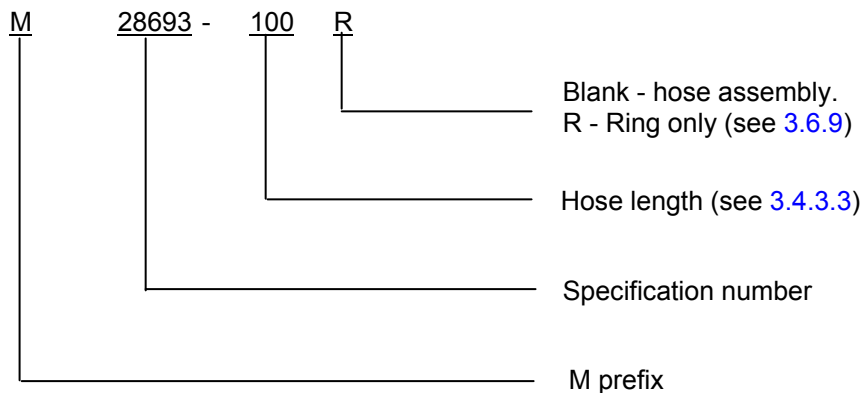 M 28693 - 100 R
Blank - hose assembly.
R - Ring only (see 3.6.9)
Hose length (see 3.4.3.3)
Specification number
M prefix